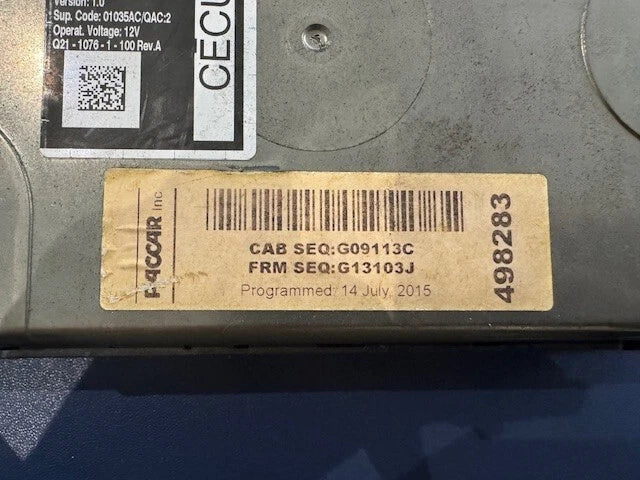 Version: 1.0
Sup. Code: 01035AC/QAC:2
Operat. Voltage: 12V
Q21 - 1076 - 1 - 100 Rev.A
CECU
PACCAR Inc
CAB SEQ:G09113C
FRM SEQ:G13103J
Programmed: 14 July, 2015
498283